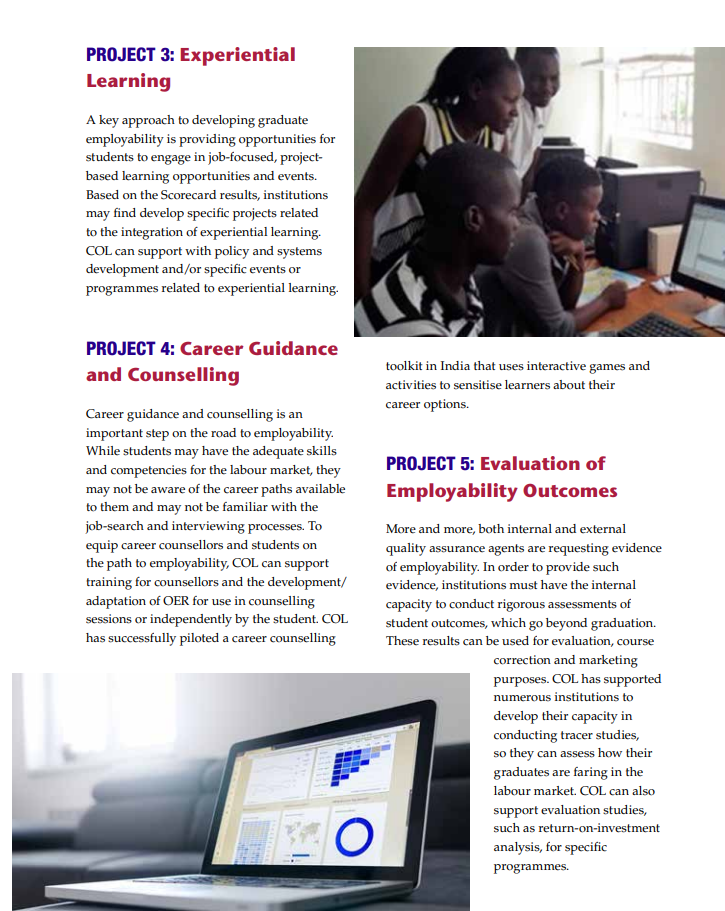 PROJECT 3: Experiential
Learning
A key approach to developing graduate
employability is providing opportunities for
students to engage in job-focused, project-
based learning opportunities and events.
Based on the Scorecard results, institutions
may find develop specific projects related
to the integration of experiential learning.
COL can support with policy and systems
development and/or specific events or
programmes related to experiential learning.
PROJECT 4: Career Guidance
and Counselling
Career guidance and counselling is an
important step on the road to employability.
While students may have the adequate skills
and competencies for the labour market, they
may not be aware of the career paths available
to them and may not be familiar with the
job-search and interviewing processes. To
equip career counsellors and students on
the path to employability, COL can support
training for counsellors and the development/
adaptation of OER for use in counselling
sessions or independently by the student. COL
has successfully piloted a career counselling
toolkit in India that uses interactive games and
activities to sensitise learners about their
career options.
PROJECT 5: Evaluation of
Employability Outcomes
More and more, both internal and external
quality assurance agents are requesting evidence
of employability. In order to provide such
evidence, institutions must have the internal
capacity to conduct rigorous assessments of
student outcomes, which go beyond graduation.
These results can be used for evaluation, course
correction and marketing
purposes. COL has supported
numerous institutions to
develop their capacity in
conducting tracer studies,
so they can assess how their
graduates are faring in the
labour market. COL can also
support evaluation studies,
such as return-on-investment
analysis, for specific
programmes.